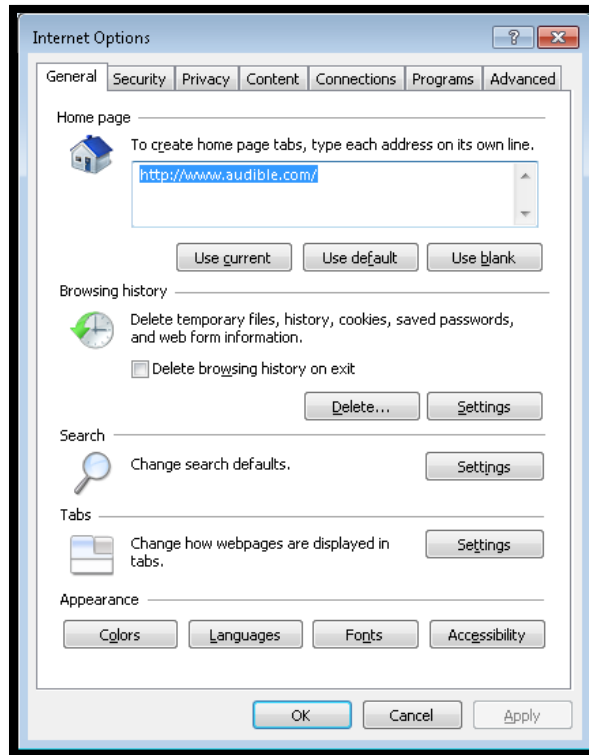 Internet Options
General Security Privacy Content Connections Programs Advanced
Home page
To create home page tabs, type each address on its own line.
http://www.audible.com/
Use current Use default Use blank
Browsing history
Delete temporary files, history, cookies, saved passwords,
and web form information.
Delete browsing history on exit
Delete... Settings
Search
Change search defaults.
Settings
Tabs
Change how webpages are displayed in
tabs.
Settings
Appearance
Colors Languages Fonts Accessibility
OK Cancel Apply